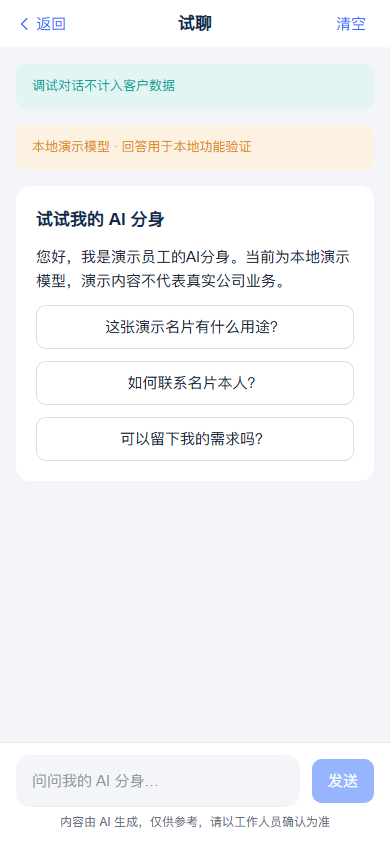 返回
试聊
清空
调试对话不计入客户数据
本地演示模型 · 回答用于本地功能验证
试试我的 AI 分身
您好，我是演示员工的AI分身。当前为本地演示
模型，演示内容不代表真实公司业务。
这张演示名片有什么用途?
如何联系名片本人?
可以留下我的需求吗?
问问我的 AI 分身...
发送
内容由 AI 生成，仅供参考，请以工作人员确认为准